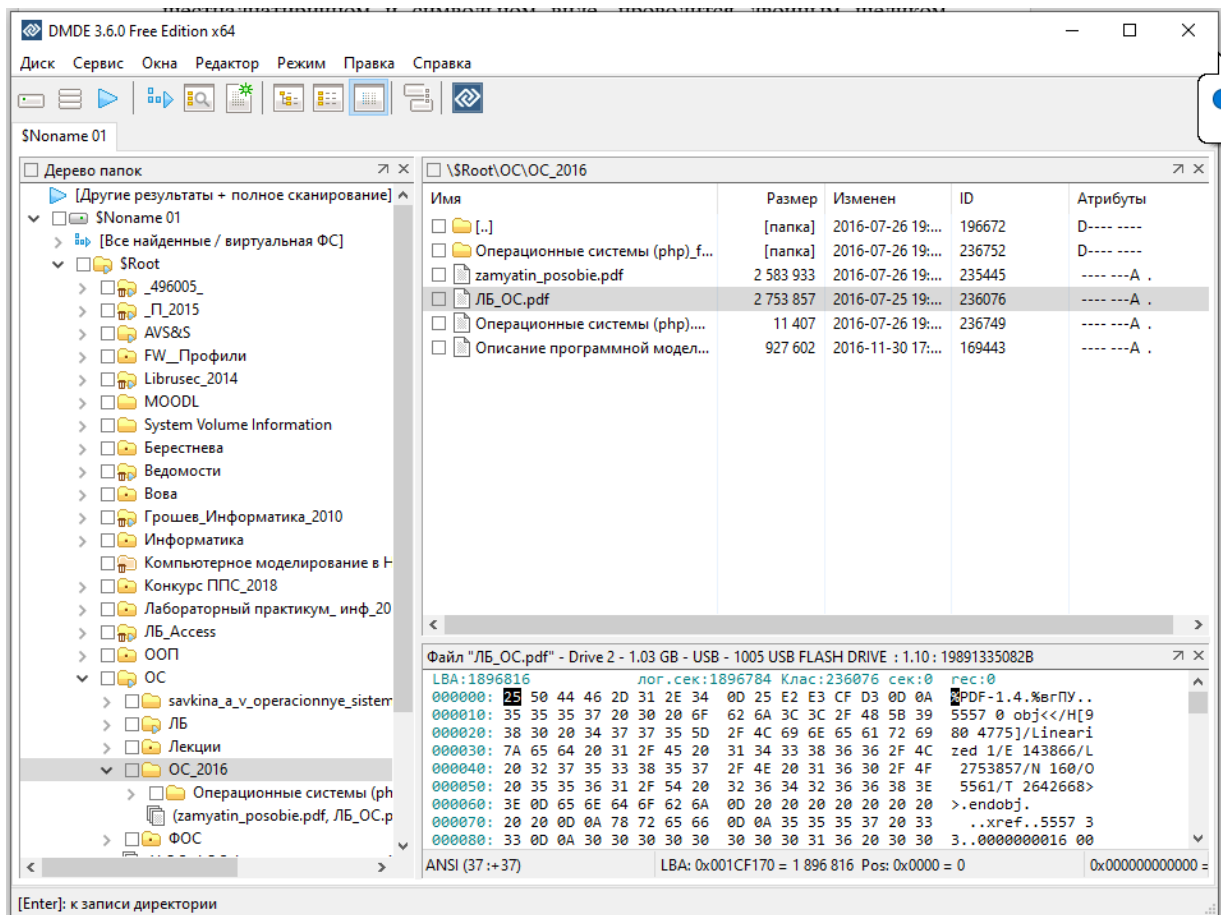 DMDE 3.6.0 Free Edition x64
Диск Сервис Окна Редактор Режим Правка Справка
$Noname 01
Дерево папок
[Другие результаты + полное сканирование]
$Noname 01
[Все найденные / виртуальная ФС]
$Root
_496005_
_П_2015
AVS&S
FW__Профили
Librusec_2014
MOODL
System Volume Information
Берестнева
Ведомости
Вова
Грошев_Информатика_2010
Информатика
Компьютерное моделирование в Н
Конкурс ППС_2018
Лабораторный практикум_ инф_20
ЛБ_Access
ООП
ОС
savkina_a_v_operacionnye_sistem
ЛБ
Лекции
ОС_2016
Операционные системы (ph
(zamyatin_posobie.pdf, ЛБ_ОС.р
ФОС
\$Root\ОС\ОС_2016
Имя Размер Изменен ID Атрибуты
[..] [папка] 2016-07-26 19:... 196672 D---- ----
Операционные системы (php)_f... [папка] 2016-07-26 19:... 236752 D---- ----
zamyatin_posobie.pdf 2 583 933 2016-07-26 19:... 235445 ---- ---A .
ЛБ_ОС.pdf 2 753 857 2016-07-25 19:... 236076 ---- ---A .
Операционные системы (php).... 11 407 2016-07-26 19:... 236749 ---- ---A .
Описание программной модел... 927 602 2016-11-30 17:... 169443 ---- ---A .
Файл "ЛБ_ОС.pdf" - Drive 2 - 1.03 GB - USB - 1005 USB FLASH DRIVE : 1.10 : 19891335082B
LBA:1896816 лог.сек:1896784 Клас:236076 сек:0 rec:0
000000: 25 50 44 46 2D 31 2E 34 0D 25 E2 E3 CF D3 0D 0A %PDF-1.4.%вгПУ..
000010: 35 35 35 37 20 30 20 6F 62 6A 3C 3C 2F 48 5B 39 5557 0 obj<</H[9
000020: 38 30 20 34 37 37 35 5D 2F 4C 69 6E 65 61 72 69 80 4775]/Lineari
000030: 7A 65 64 20 31 2F 45 20 31 34 33 38 36 36 2F 4C zed 1/E 143866/L
000040: 20 32 37 35 33 38 35 37 2F 4E 20 31 36 30 2F 4F 2753857/N 160/O
000050: 20 35 35 36 31 2F 54 20 32 36 34 32 36 36 38 3E 5561/T 2642668>
000060: 3E 0D 65 6E 64 6F 62 6A 0D 20 20 20 20 20 20 20 >.endobj.
000070: 20 20 0D 0A 78 72 65 66 0D 0A 35 35 35 37 20 33 ..xref..5557 3
000080: 33 0D 0A 30 30 30 30 30 30 30 30 31 36 20 30 30 3..0000000016 00
ANSI (37 :+37) LBA: 0x001CF170 = 1 896 816 Pos: 0x0000 = 0 0x000000000000 =
[Enter]: к записи директории